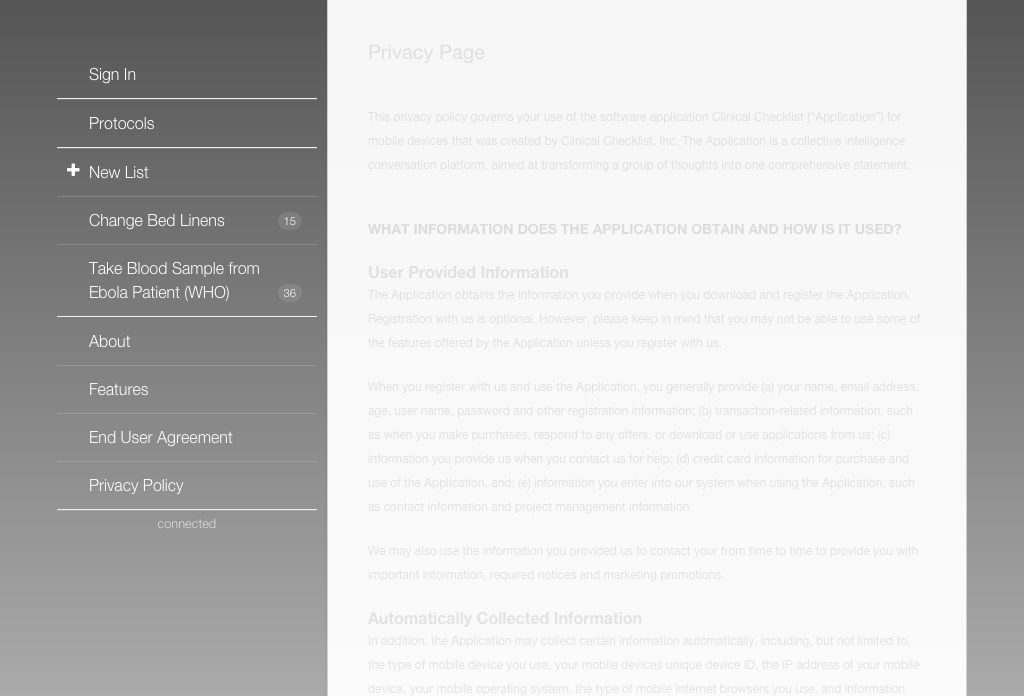 Sign In
Protocols
New List
Change Bed Linens 15
Take Blood Sample from
Ebola Patient (WHO) 36
About
Features
End User Agreement
Privacy Policy
connected
Privacy Page
This privacy policy governs your use of the software application Clinical Checklist ("Application") for
mobile devices that was created by Clinical Checklist, Inc. The Application is a collective intelligence
conversation platform, aimed at transforming a group of thoughts into one comprehensive statement.
WHAT INFORMATION DOES THE APPLICATION OBTAIN AND HOW IS IT USED?
User Provided Information
The Application obtains the information you provide when you download and register the Application.
Registration with us is optional. However, please keep in mind that you may not be able to use some of
the features offered by the Application unless you register with us.
When you register with us and use the Application, you generally provide (a) your name, email address,
age, user name, password and other registration information; (b) transaction-related information, such
as when you make purchases, respond to any offers, or download or use applications from us; (c)
information you provide us when you contact us for help; (d) credit card information for purchase and
use of the Application, and; (e) information you enter into our system when using the Application, such
as contact information and project management information.
We may also use the information you provided us to contact your from time to time to provide you with
important information, required notices and marketing promotions.
Automatically Collected Information
In addition, the Application may collect certain information automatically, including, but not limited to,
the type of mobile device you use, your mobile devices unique device ID, the IP address of your mobile
device, your mobile operating system, the type of mobile Internet browsers you use, and information